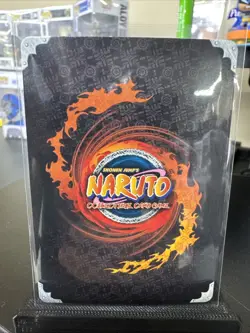 SHONEN JUMP'S
NARUTO
COLLECTIBLE CARD GAME